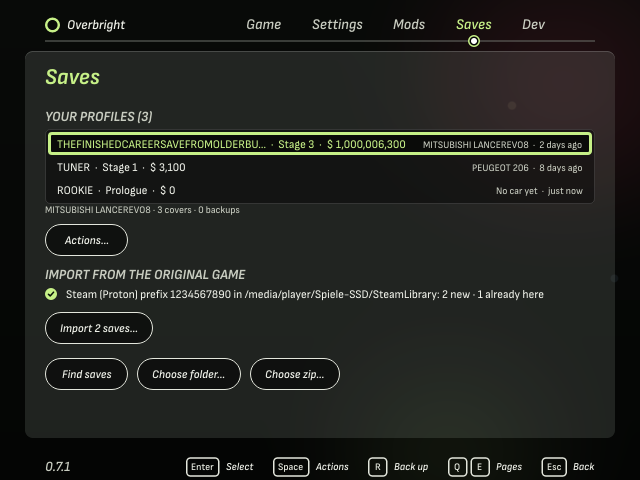 Overbright
Game Settings Mods Saves Dev
Saves
YOUR PROFILES (3)
THEFINISHEDCAREERSAVEFROMOLDERBU… · Stage 3 · $ 1,000,006,300 MITSUBISHI LANCEREVO8 · 2 days ago
TUNER · Stage 1 · $ 3,100 PEUGEOT 206 · 8 days ago
ROOKIE · Prologue · $ 0 No car yet · just now
MITSUBISHI LANCEREVO8 · 3 covers · 0 backups
Actions…
IMPORT FROM THE ORIGINAL GAME
Steam (Proton) prefix 1234567890 in /media/player/Spiele-SSD/SteamLibrary: 2 new · 1 already here
Import 2 saves…
Find saves Choose folder… Choose zip…
0.7.1 Enter Select Space Actions R Back up Q E Pages Esc Back